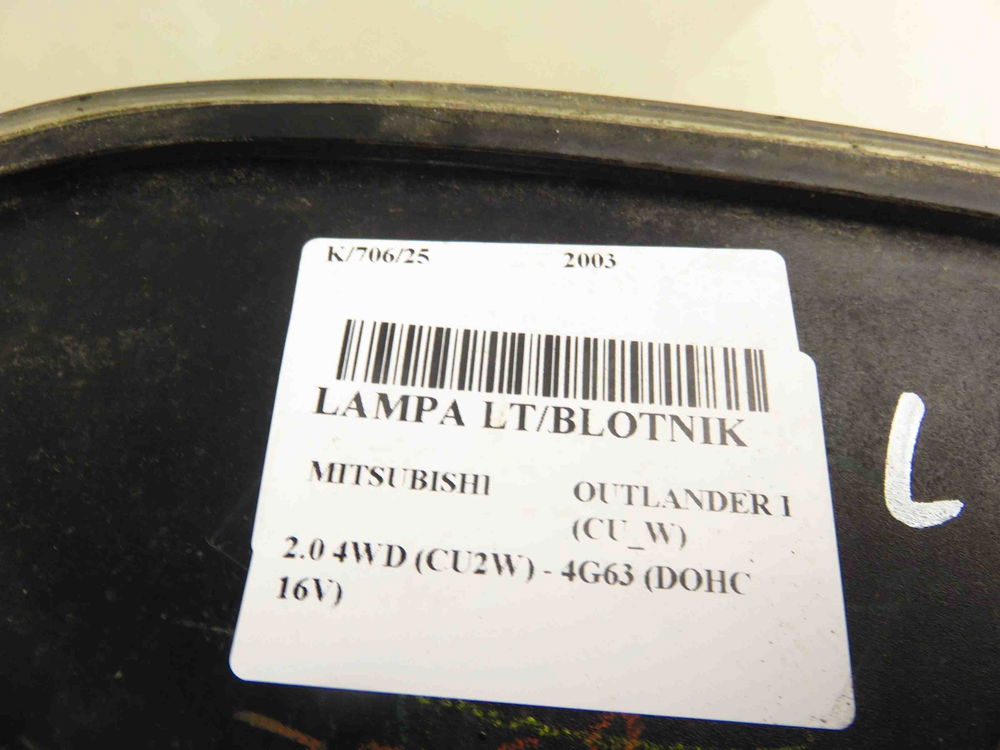 K/706/25 2003
LAMPA LT/BLOTNIK
MITSUBISHI OUTLANDER I
(CU_W)
2.0 4WD (CU2W) - 4G63 (DOHC
16V)
L